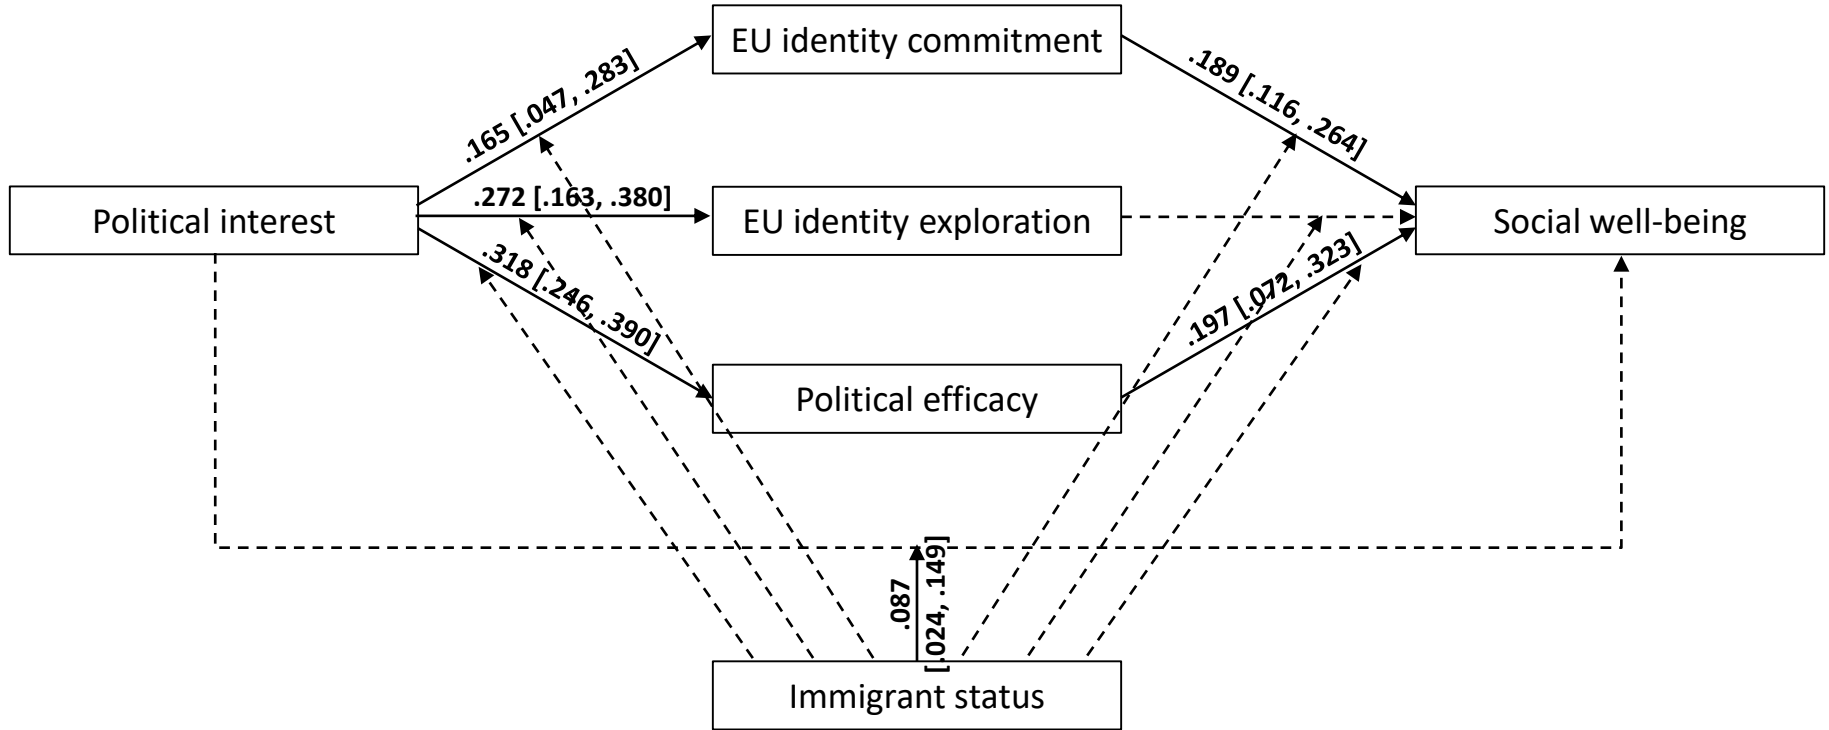 EU identity commitment
.165 [.047, .283]
.189 [.116, .264]
Political interest
.272 [.163, .380]
EU identity exploration
Social well-being
.318 [.246, .390]
.197 [.072, .323]
Political efficacy
.087
[.024, .149]
Immigrant status